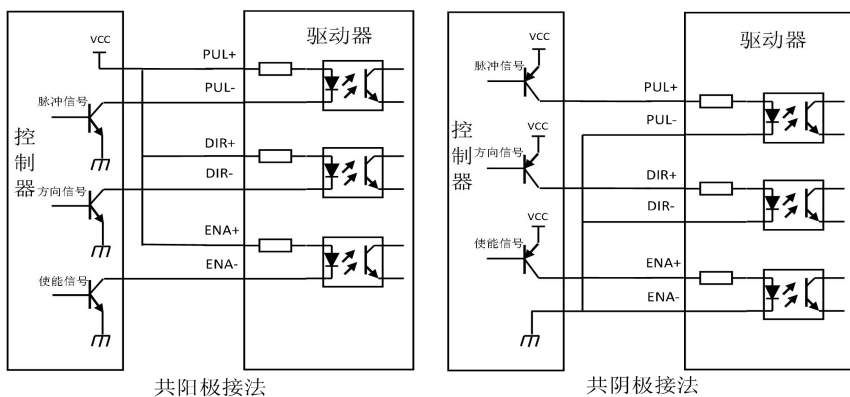 驱动器
VCC
PUL+
PUL-
脉冲信号
控制器
DIR+
DIR-
方向信号
ENA+
ENA-
使能信号
共阳极接法
驱动器
VCC
脉冲信号
PUL+
PUL-
控制器
VCC
方向信号
DIR+
DIR-
VCC
使能信号
ENA+
ENA-
共阴极接法